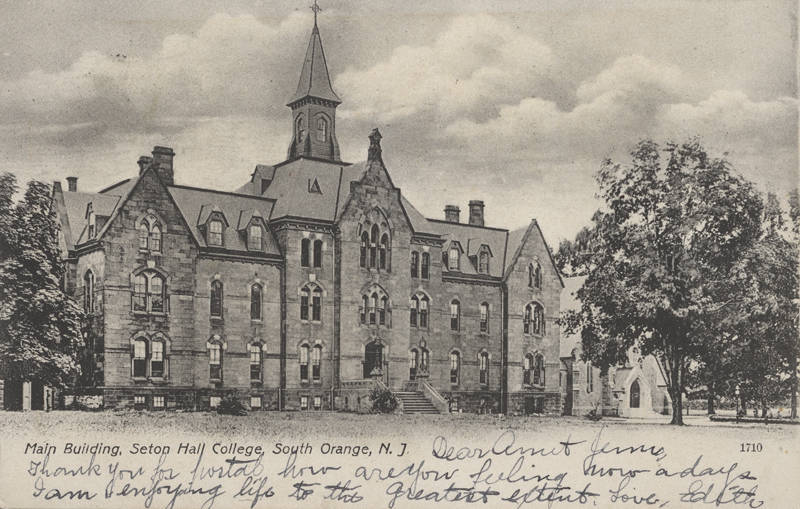 Main Building, Seton Hall College, South Orange, N. J.
1710
Dear Aunt Jenny,
Thank you for postal how are you feeling now a days
I am enjoying life to the greatest extent. Love, Edith